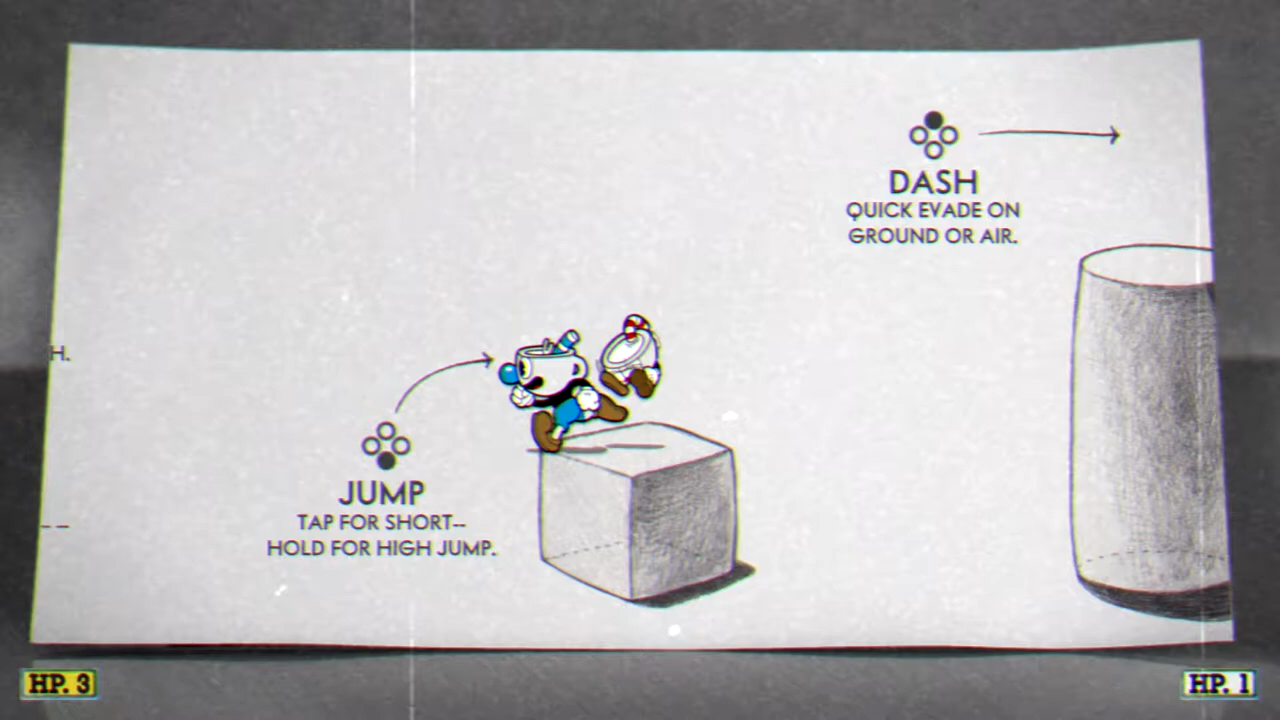 DASH
QUICK EVADE ON
GROUND OR AIR.
H.
JUMP
TAP FOR SHORT--
HOLD FOR HIGH JUMP.
--
HP. 3
HP. 1